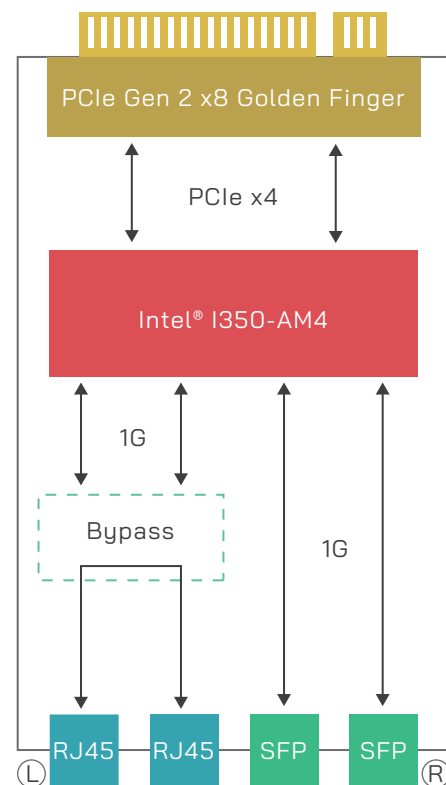 PCIe Gen 2 x8 Golden Finger
PCIe x4
Intel® I350-AM4
1G
Bypass
1G
RJ45 RJ45 SFP SFP
L R